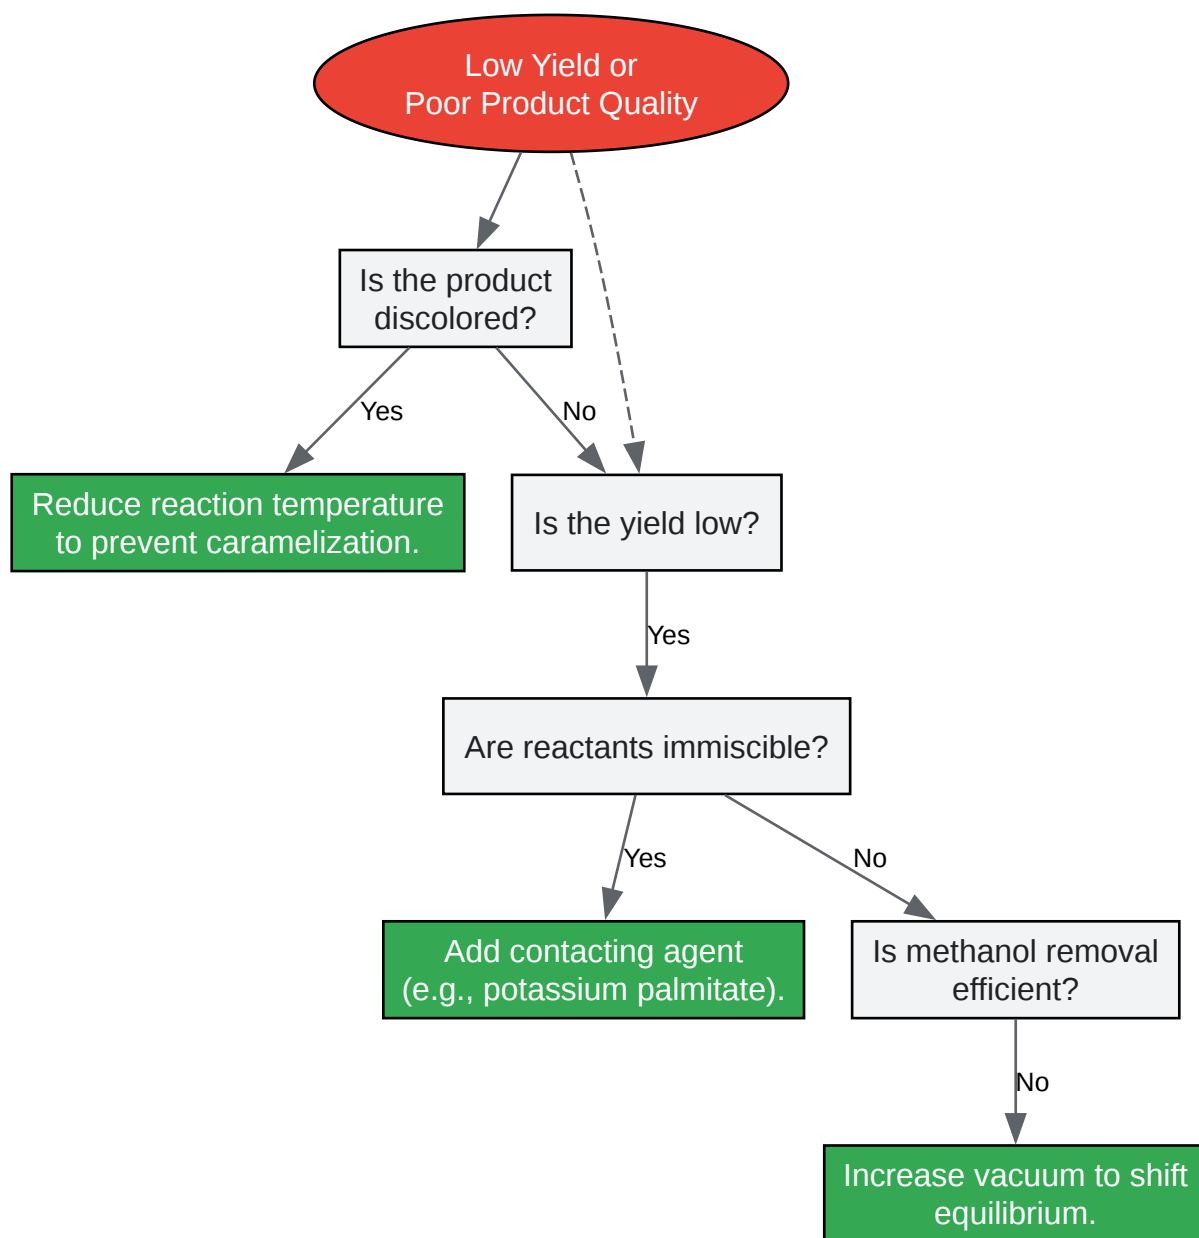 Low Yield or
Poor Product Quality
Is the product
discolored?
Yes
No
Reduce reaction temperature
to prevent caramelization.
Is the yield low?
Yes
Are reactants immiscible?
Yes
No
Add contacting agent
(e.g., potassium palmitate).
Is methanol removal
efficient?
No
Increase vacuum to shift
equilibrium.